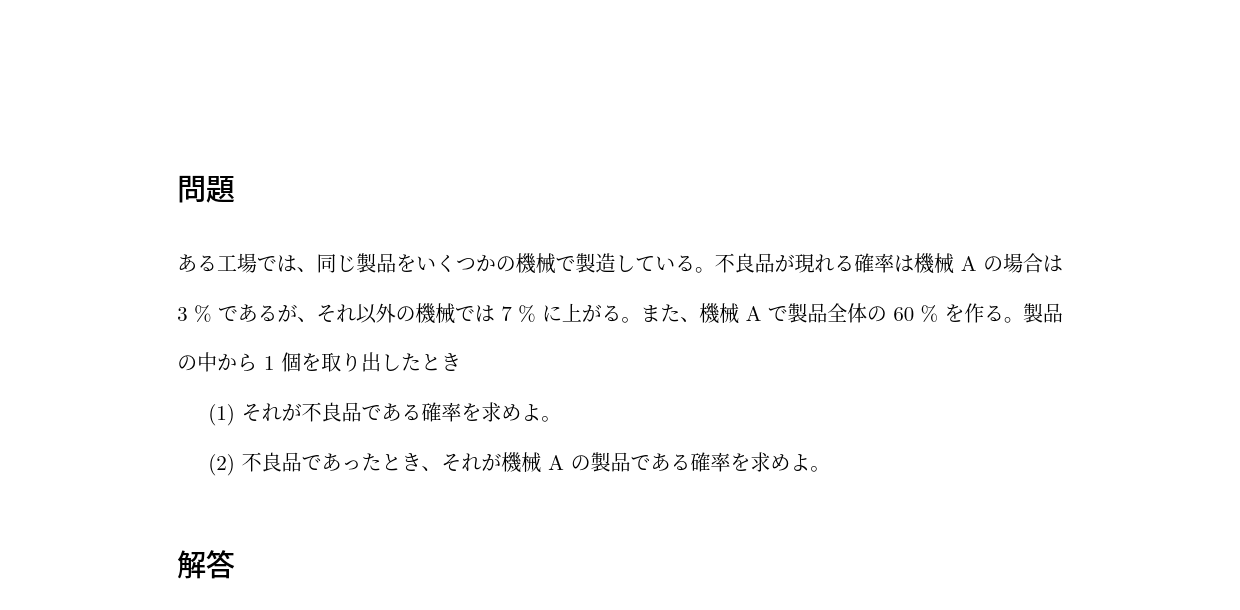 問題
ある工場では、同じ製品をいくつかの機械で製造している。不良品が現れる確率は機械 A の場合は
3 % であるが、それ以外の機械では 7 % に上がる。また、機械 A で製品全体の 60 % を作る。製品
の中から 1 個を取り出したとき
(1) それが不良品である確率を求めよ。
(2) 不良品であったとき、それが機械 A の製品である確率を求めよ。
解答